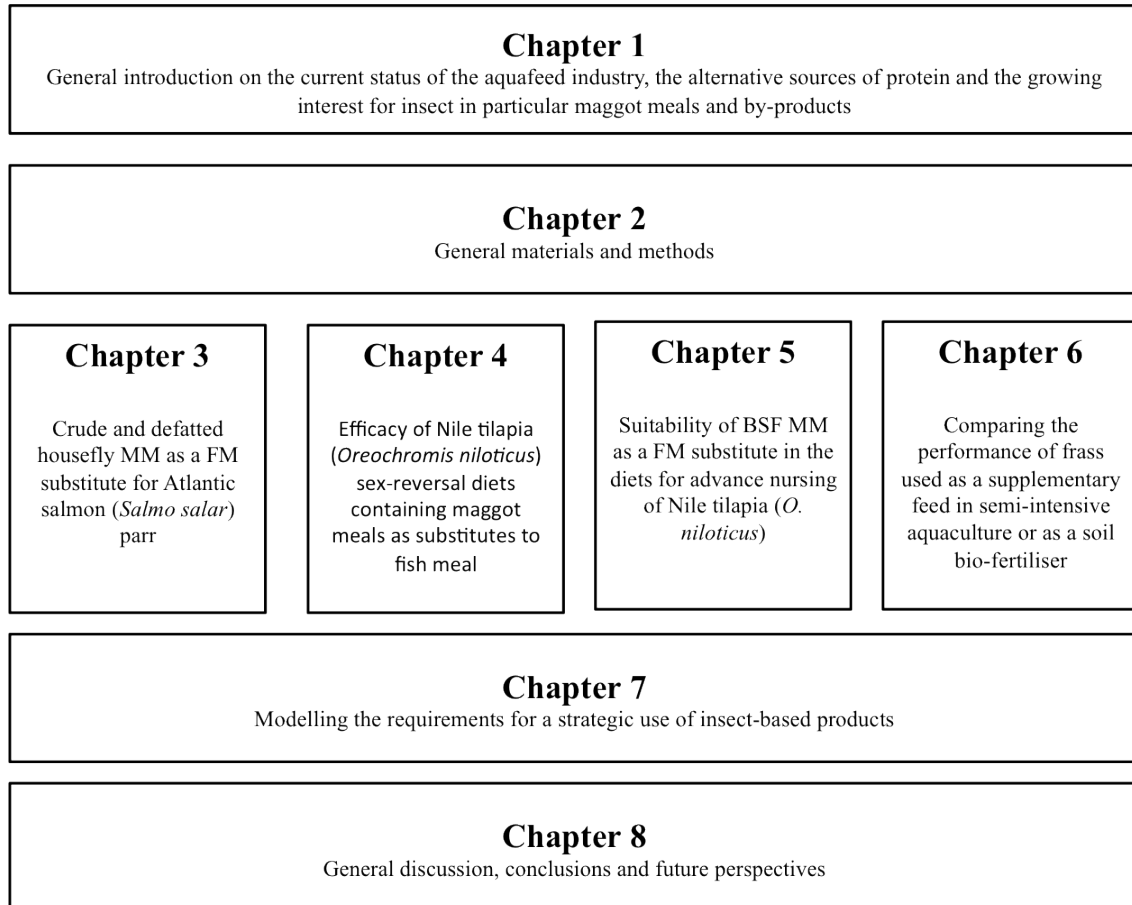 Chapter 1
General introduction on the current status of the aquafeed industry, the alternative sources of protein and the growing
interest for insect in particular maggot meals and by-products
Chapter 2
General materials and methods
Chapter 3
Crude and defatted
housefly MM as a FM
substitute for Atlantic
salmon (Salmo salar)
parr
Chapter 4
Efficacy of Nile tilapia
(Oreochromis niloticus)
sex-reversal diets
containing maggot
meals as substitutes to
fish meal
Chapter 5
Suitability of BSF MM
as a FM substitute in the
diets for advance nursing
of Nile tilapia (O.
niloticus)
Chapter 6
Comparing the
performance of frass
used as a supplementary
feed in semi-intensive
aquaculture or as a soil
bio-fertiliser
Chapter 7
Modelling the requirements for a strategic use of insect-based products
Chapter 8
General discussion, conclusions and future perspectives